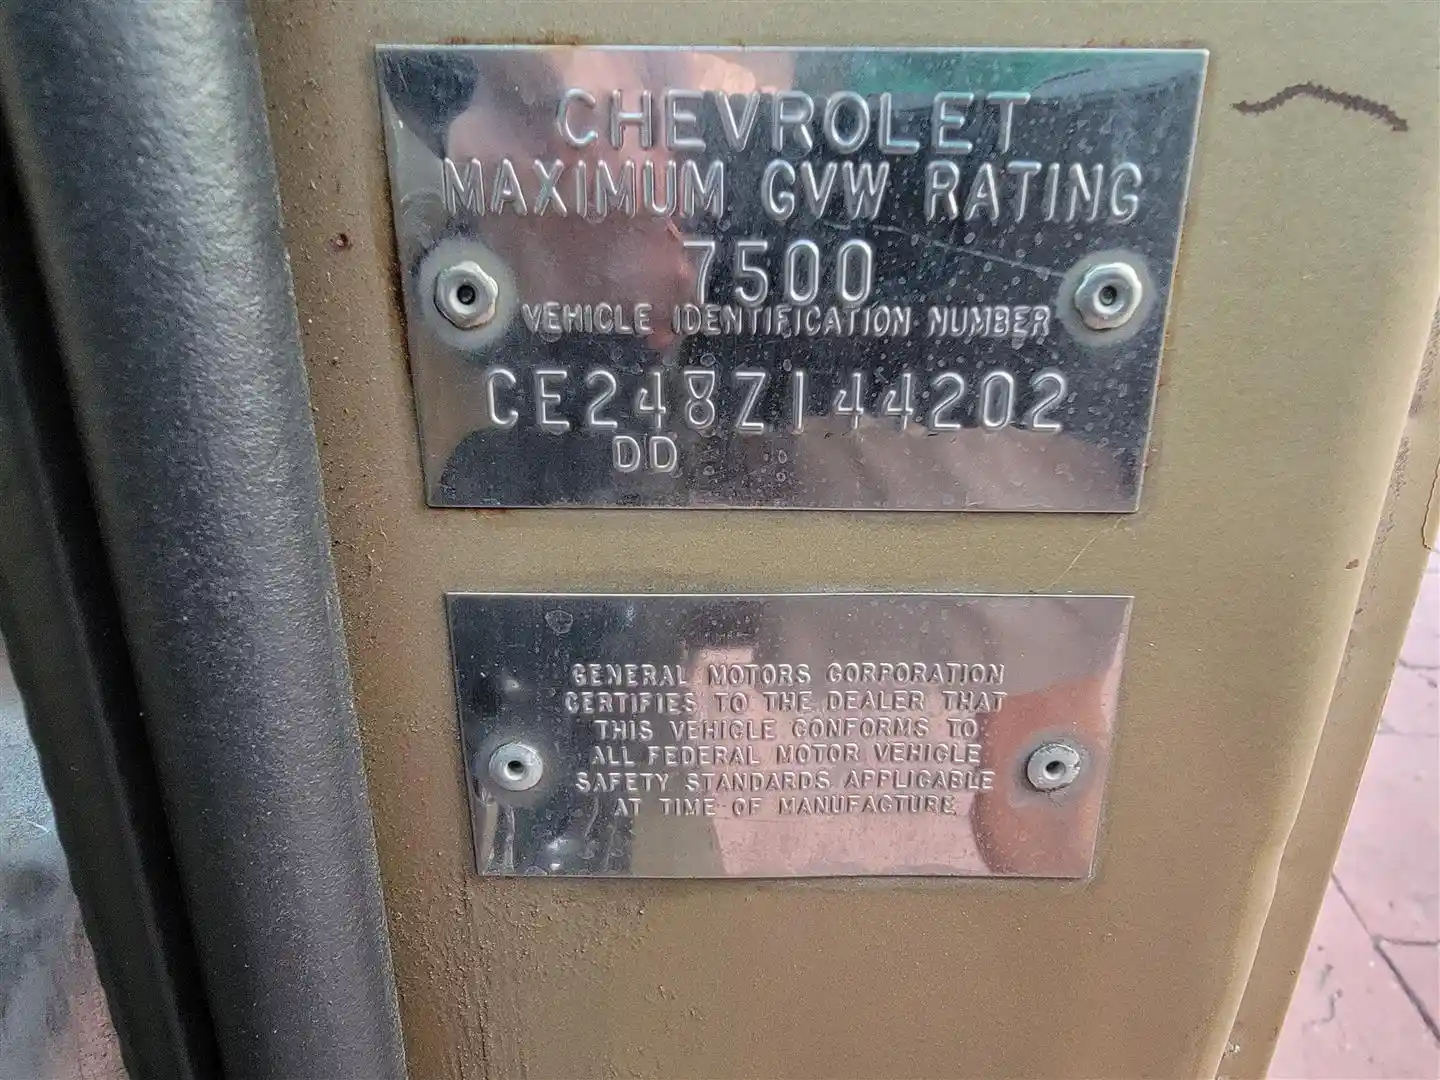 CHEVROLET
MAXIMUM GVW RATING
7500
VEHICLE IDENTIFICATION NUMBER
CE248Z144202
DD
GENERAL MOTORS CORPORATION
CERTIFIES TO THE DEALER THAT
THIS VEHICLE CONFORMS TO
ALL FEDERAL MOTOR VEHICLE
SAFETY STANDARDS APPLICABLE
AT TIME OF MANUFACTURE